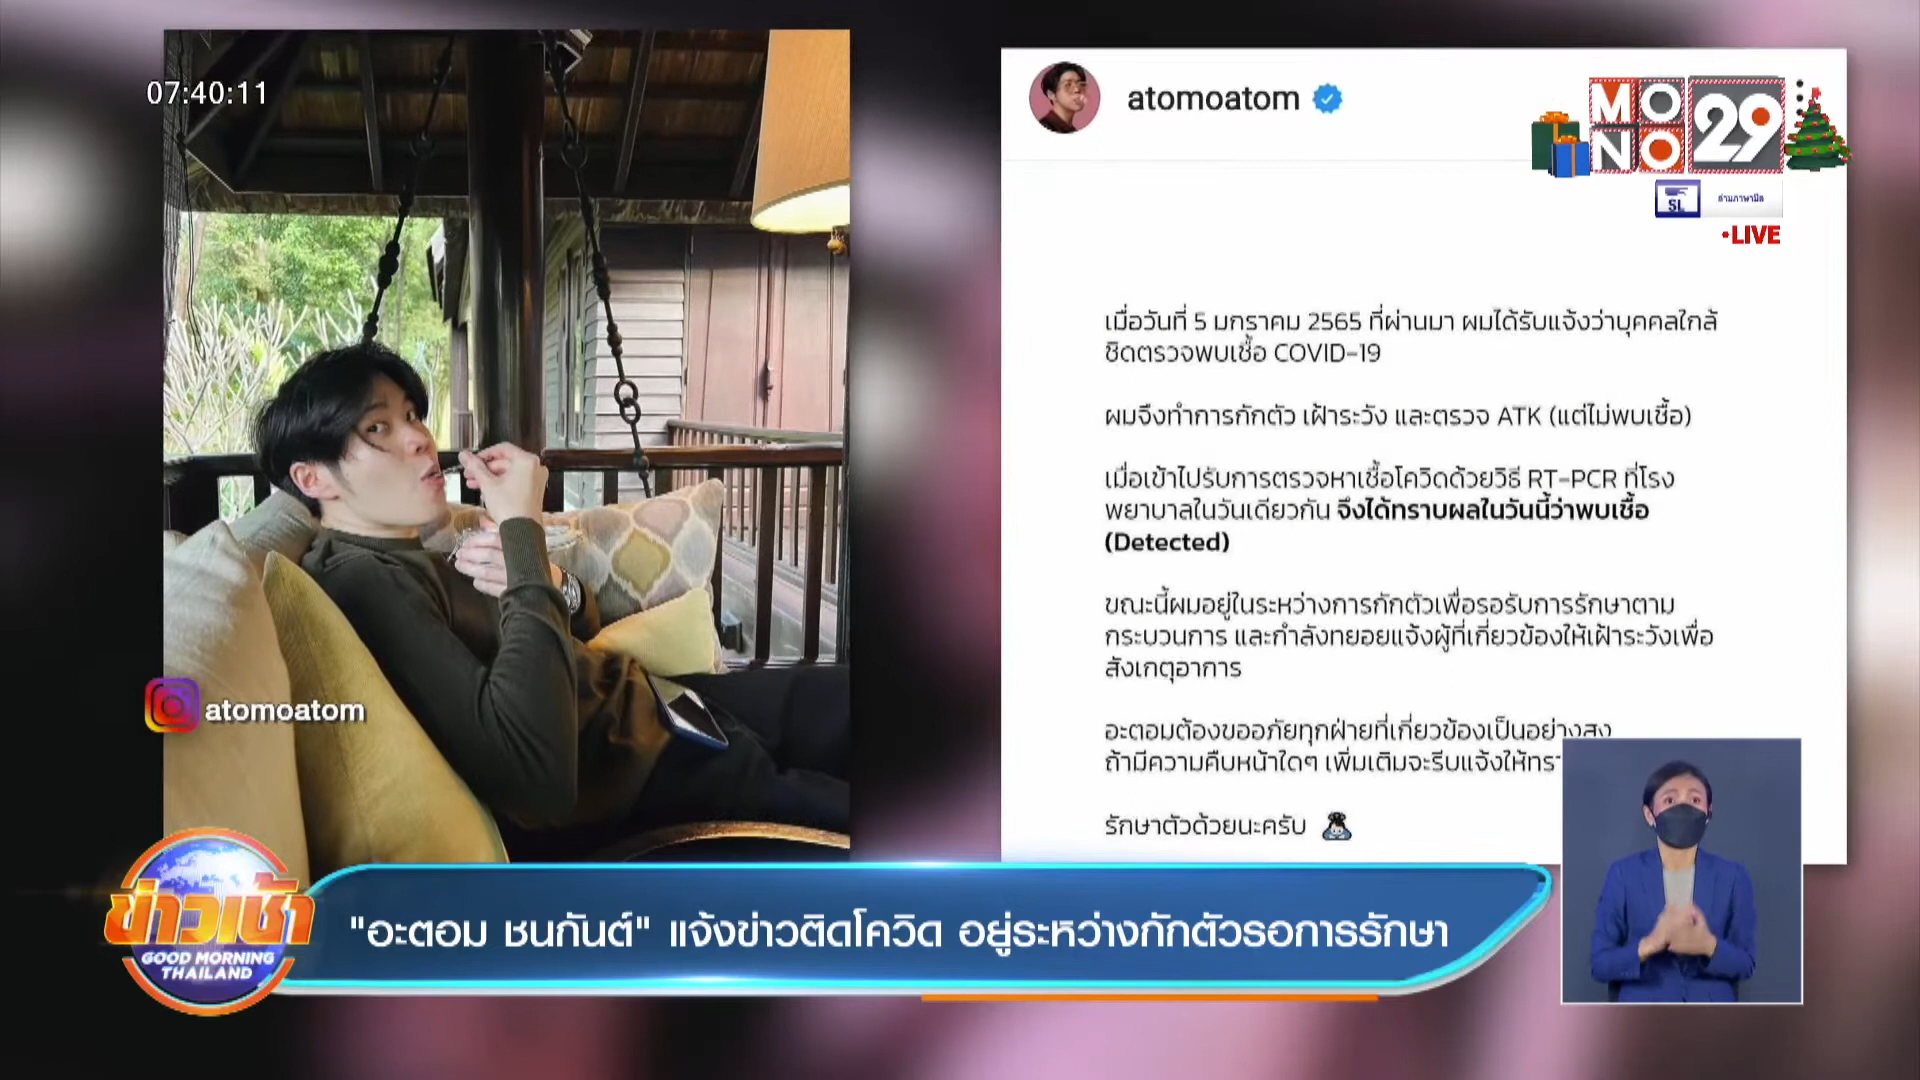 07:40:11
atomoatom
MONO 29
SL ล่ามภาษามือ
•LIVE
เมื่อวันที่ 5 มกราคม 2565 ที่ผ่านมา ผมได้รับแจ้งว่าบุคคลใกล้
ชิดตรวจพบเชื้อ COVID-19
ผมจึงทำการกักตัว เฝ้าระวัง และตรวจ ATK (แต่ไม่พบเชื้อ)
เมื่อเข้าไปรับการตรวจหาเชื้อโควิดด้วยวิธี RT-PCR ที่โรง
พยาบาลในวันเดียวกัน จึงได้ทราบผลในวันนี้ว่าพบเชื้อ
(Detected)
ขณะนี้ผมอยู่ในระหว่างการกักตัวเพื่อรอรับการรักษาตาม
กระบวนการ และกำลังทยอยแจ้งผู้ที่เกี่ยวข้องให้เฝ้าระวังเพื่อ
สังเกตุอาการ
อะตอมต้องขออภัยทุกฝ่ายที่เกี่ยวข้องเป็นอย่างสูง
ถ้ามีความคืบหน้าใดๆ เพิ่มเติมจะรีบแจ้งให้
รักษาตัวด้วยนะครับ
atomoatom
ข่าวเช้า
GOOD MORNING
THAILAND
"อะตอม ชนกันต์" แจ้งข่าวติดโควิด อยู่ระหว่างกักตัวรอการรักษา